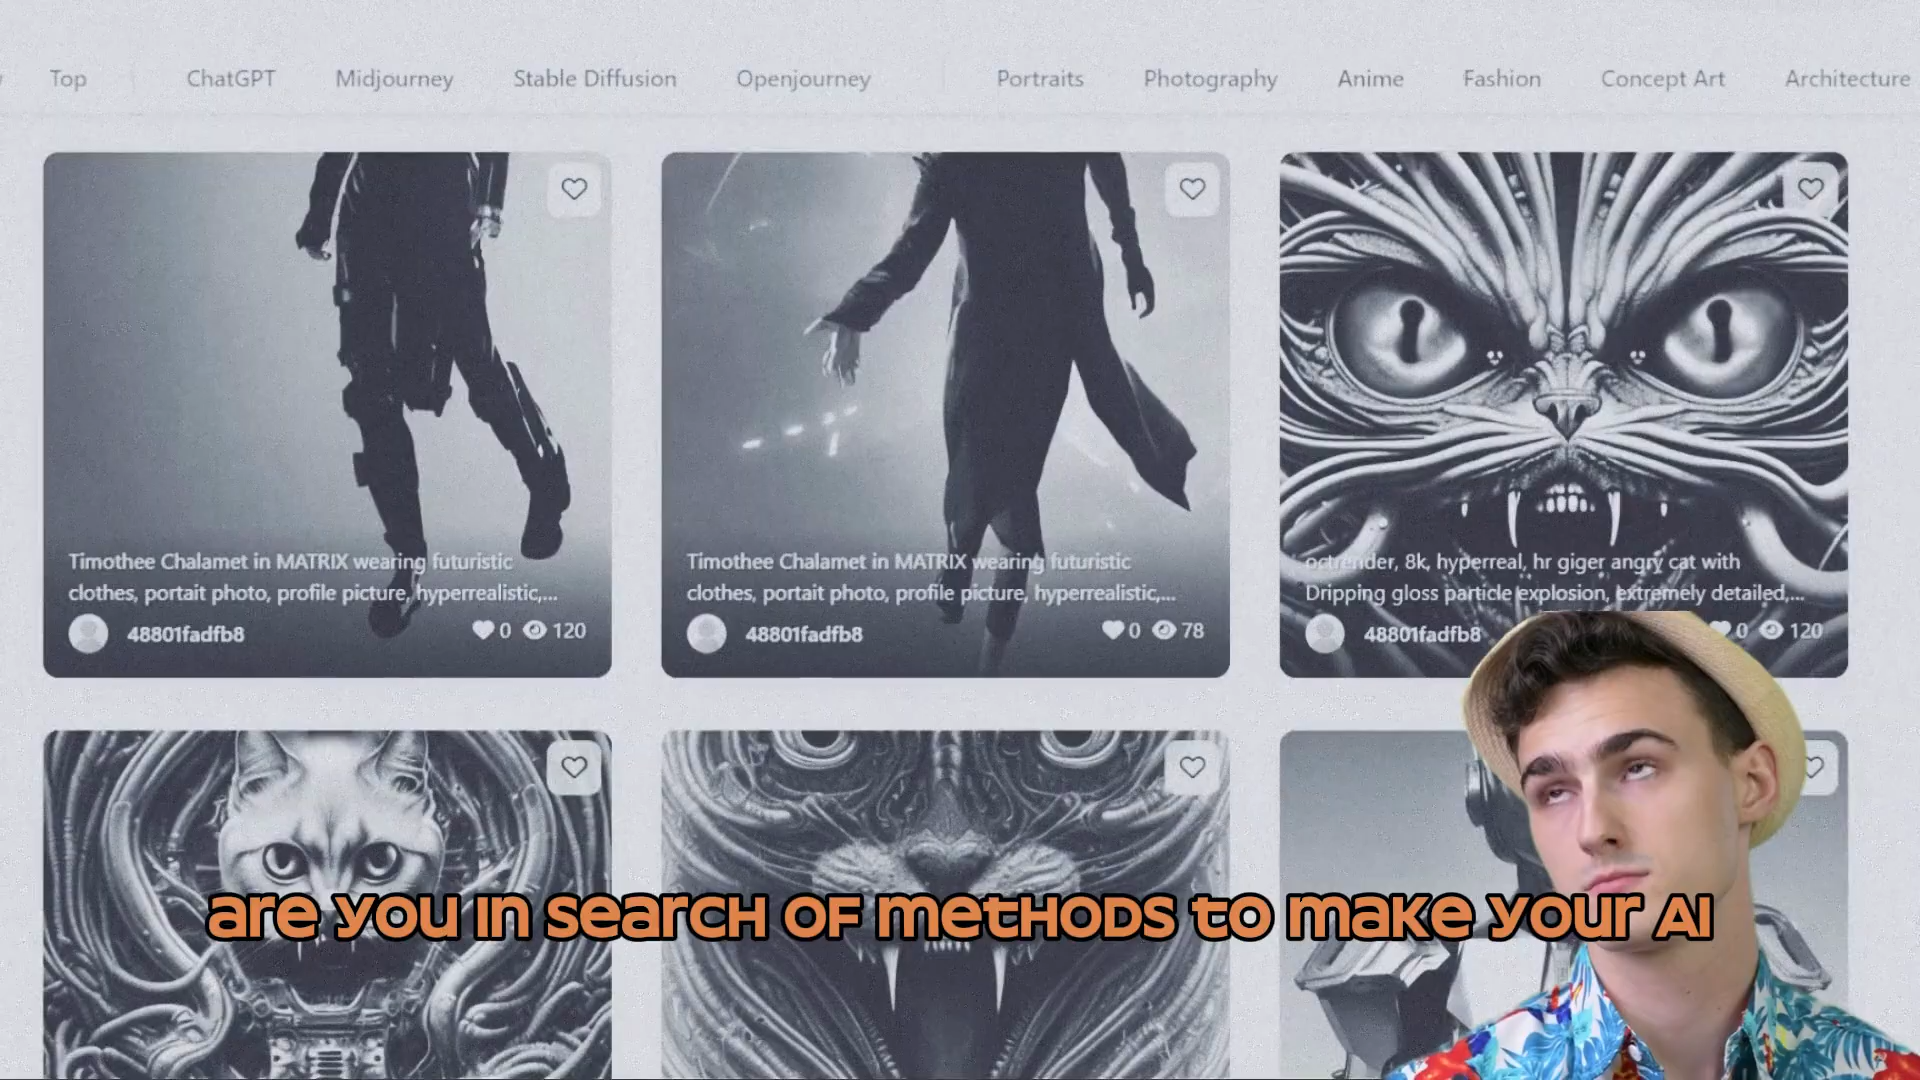 Top ChatGPT Midjourney Stable Diffusion Openjourney Portraits Photography Anime Fashion Concept Art Architecture
Timothee Chalamet in MATRIX wearing futuristic
clothes, portait photo, profile picture, hyperrealistic,...
48801fadfb8 0 120
Timothee Chalamet in MATRIX wearing futuristic
clothes, portait photo, profile picture, hyperrealistic,...
48801fadfb8 0 78
octrender, 8k, hyperreal, hr giger angry cat with
Dripping gloss particle explosion, extremely detailed,...
48801fadfb8 0 120
are you in search of methods to make your AI